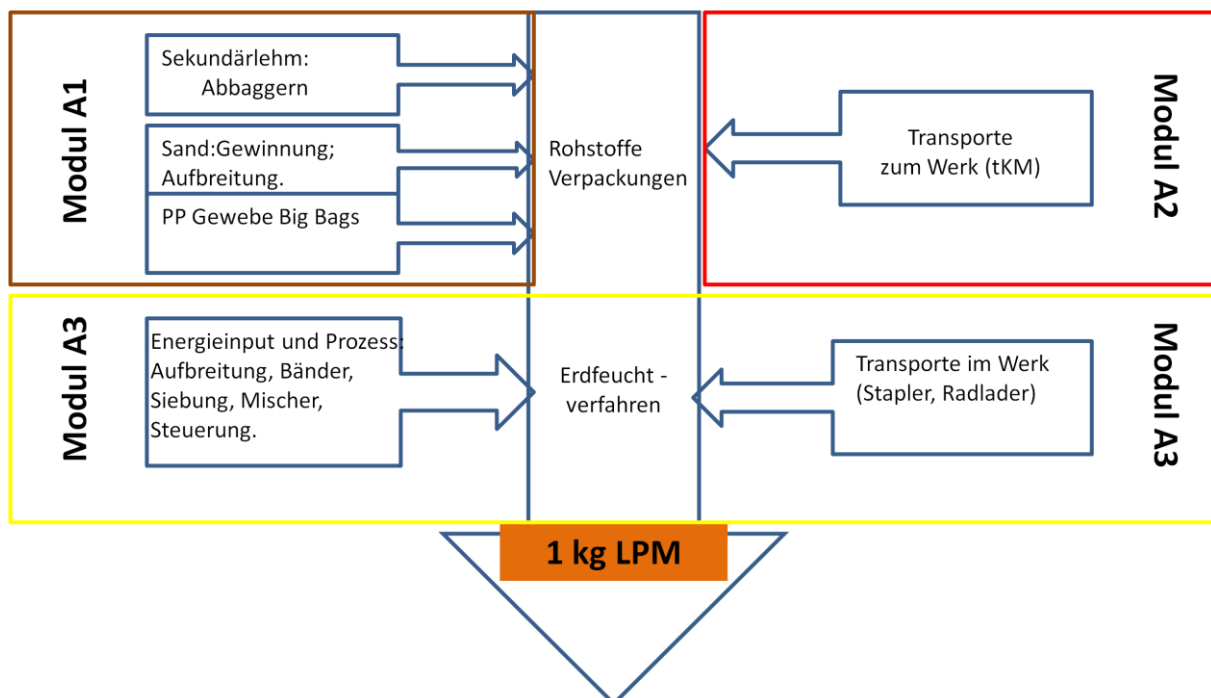 Modul A1
Sekundärlehm:
Abbaggern
Sand:Gewinnung;
Aufbreitung.
PP Gewebe Big Bags
Rohstoffe
Verpackungen
Transporte
zum Werk (tKM)
Modul A2
Modul A3
Energieinput und Prozess:
Aufbreitung, Bänder,
Siebung, Mischer,
Steuerung.
Erdfeucht -
verfahren
Transporte im Werk
(Stapler, Radlader)
Modul A3
1 kg LPM